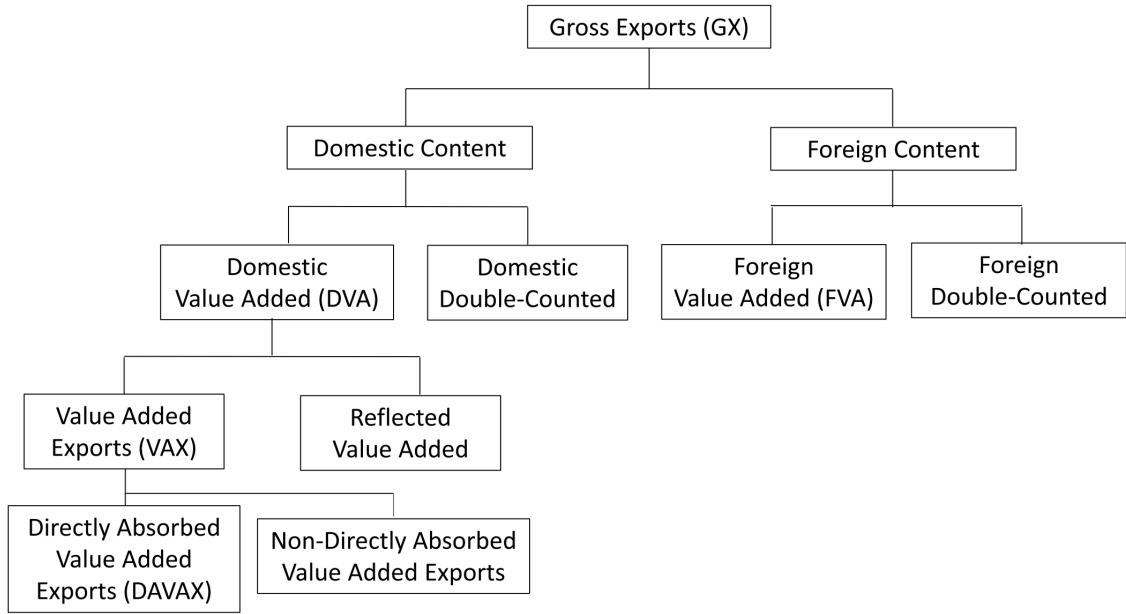 Gross Exports (GX)
Domestic Content
Foreign Content
Domestic
Value Added (DVA)
Domestic
Double-Counted
Foreign
Value Added (FVA)
Foreign
Double-Counted
Value Added
Exports (VAX)
Reflected
Value Added
Directly Absorbed
Value Added
Exports (DAVAX)
Non-Directly Absorbed
Value Added Exports